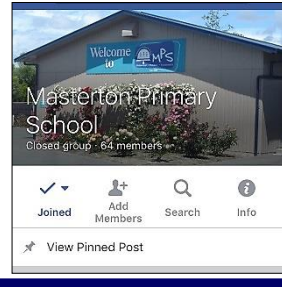 Welcome
to MPS
Masterton Primary
School
Closed group · 64 members
Joined
Add
Members
Search
Info
View Pinned Post